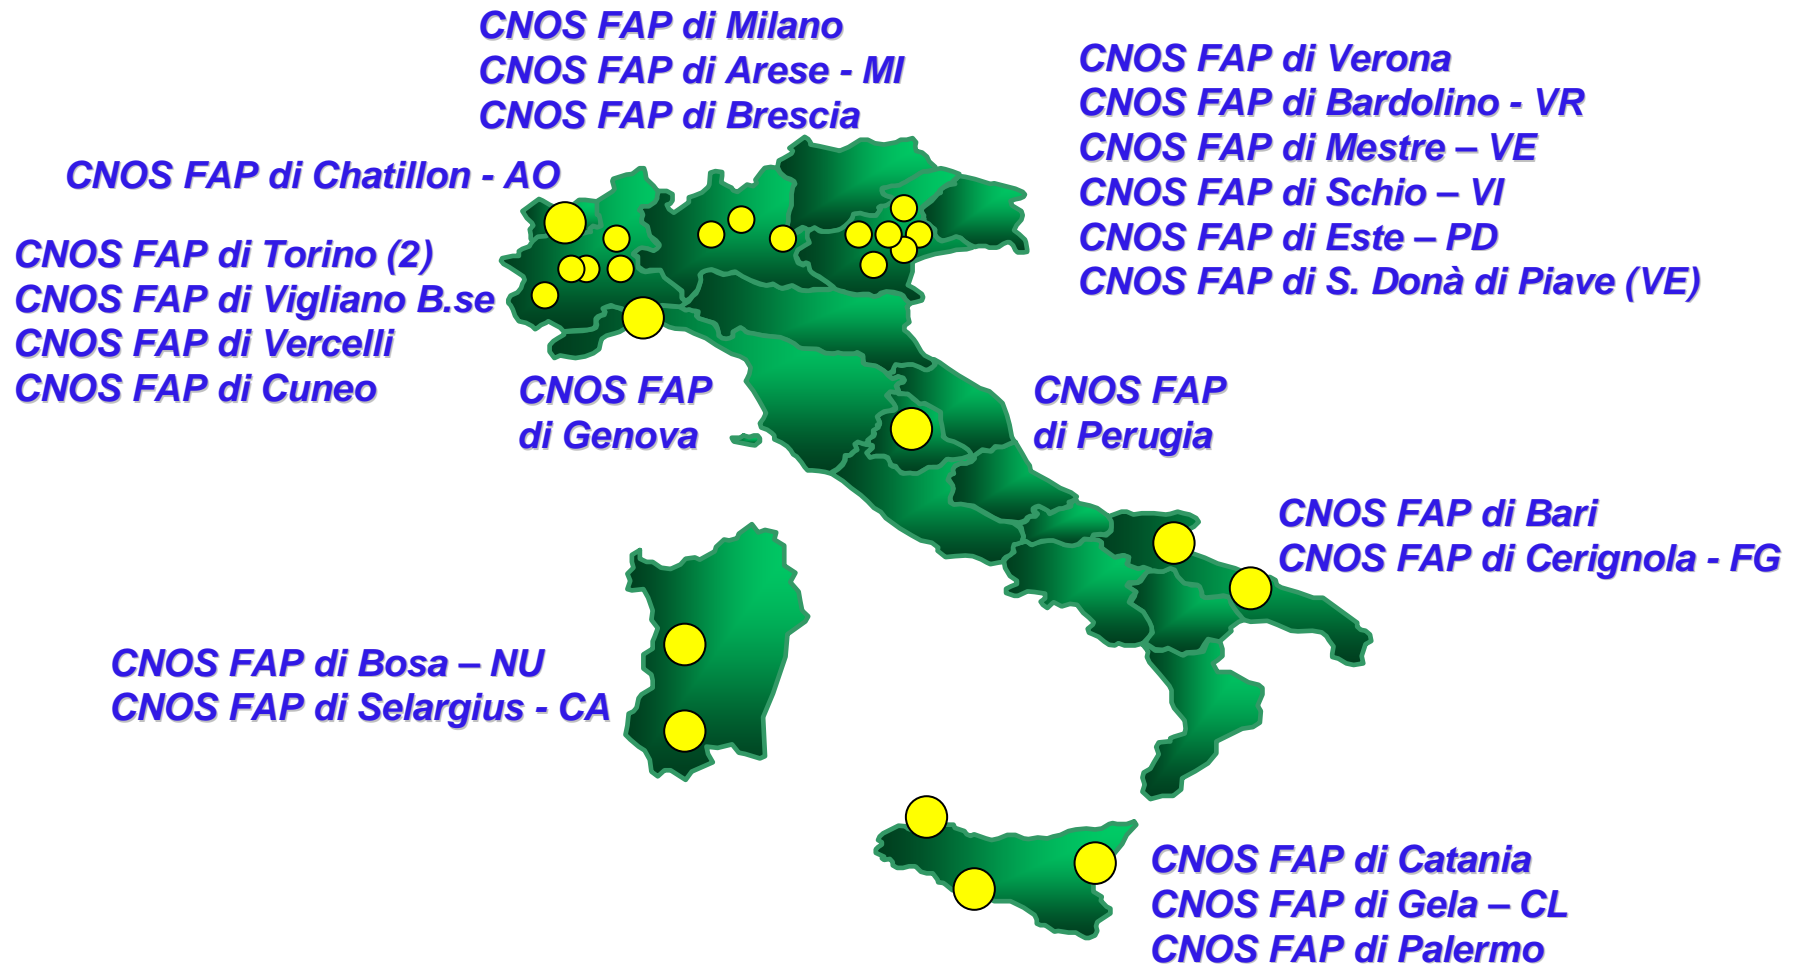 CNOS FAP di Milano
CNOS FAP di Arese - MI
CNOS FAP di Brescia
CNOS FAP di Verona
CNOS FAP di Bardolino - VR
CNOS FAP di Mestre – VE
CNOS FAP di Schio – VI
CNOS FAP di Este – PD
CNOS FAP di S. Donà di Piave (VE)
CNOS FAP di Chatillon - AO
CNOS FAP di Torino (2)
CNOS FAP di Vigliano B.se
CNOS FAP di Vercelli
CNOS FAP di Cuneo
CNOS FAP
di Genova
CNOS FAP
di Perugia
CNOS FAP di Bari
CNOS FAP di Cerignola - FG
CNOS FAP di Bosa – NU
CNOS FAP di Selargius - CA
CNOS FAP di Catania
CNOS FAP di Gela – CL
CNOS FAP di Palermo